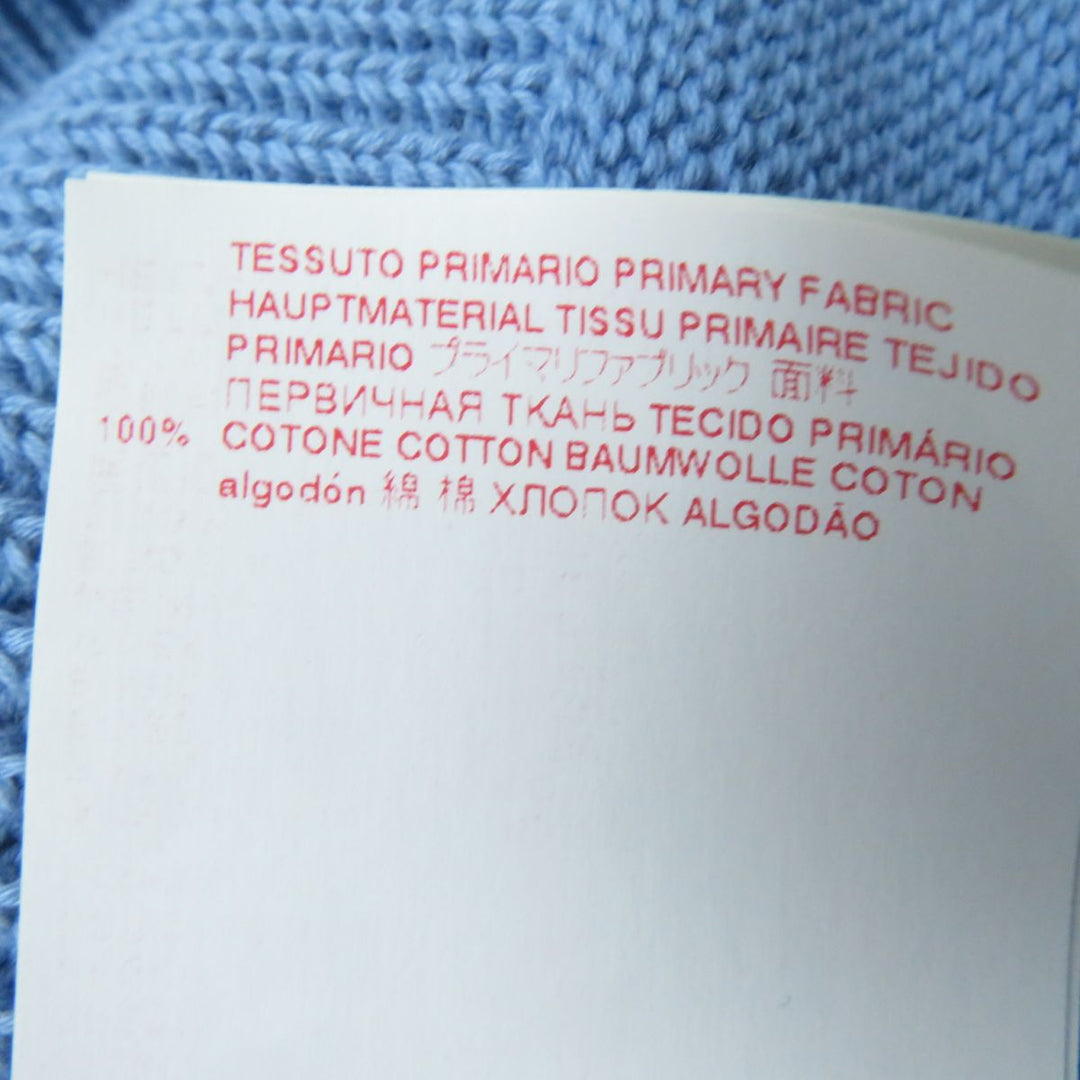 TESSUTO PRIMARIO PRIMARY FABRIC
HAUPTMATERIAL TISSU PRIMAIRE TEJIDO
PRIMARIO プライマリファブリック 面料
ПЕРВИЧНАЯ ТКАНЬ TECIDO PRIMÁRIO
100% COTONE COTTON BAUMWOLLE COTON
algodón 綿 棉 ХЛОПОК ALGODÃO